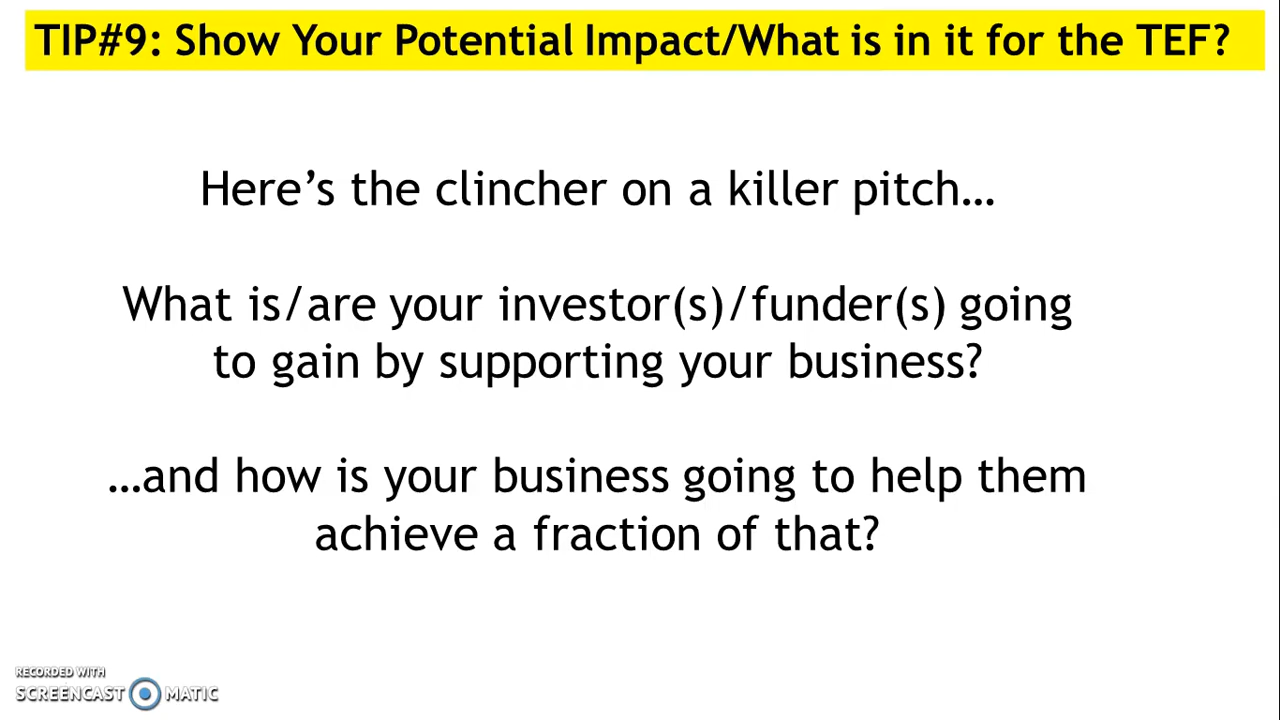 TIP#9: Show Your Potential Impact/What is in it for the TEF?
Here’s the clincher on a killer pitch…
What is/are your investor(s)/funder(s) going
to gain by supporting your business?
…and how is your business going to help them
achieve a fraction of that?
RECORDED WITH
SCREENCAST MATIC